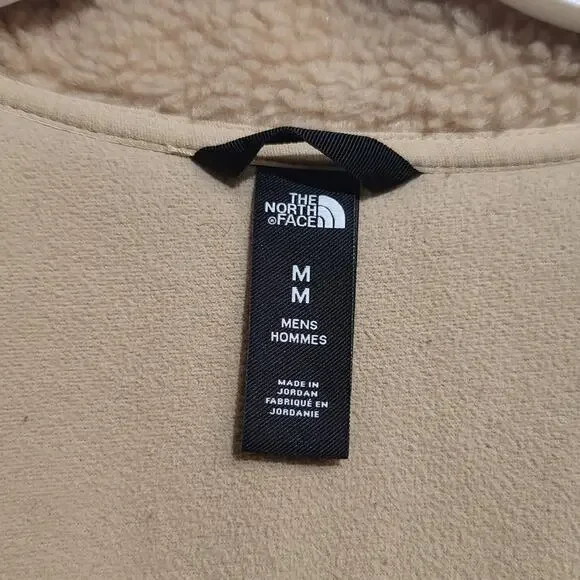 THE
NORTH
®FACE
M
M
MENS
HOMMES
MADE IN
JORDAN
FABRIQUÉ EN
JORDANIE